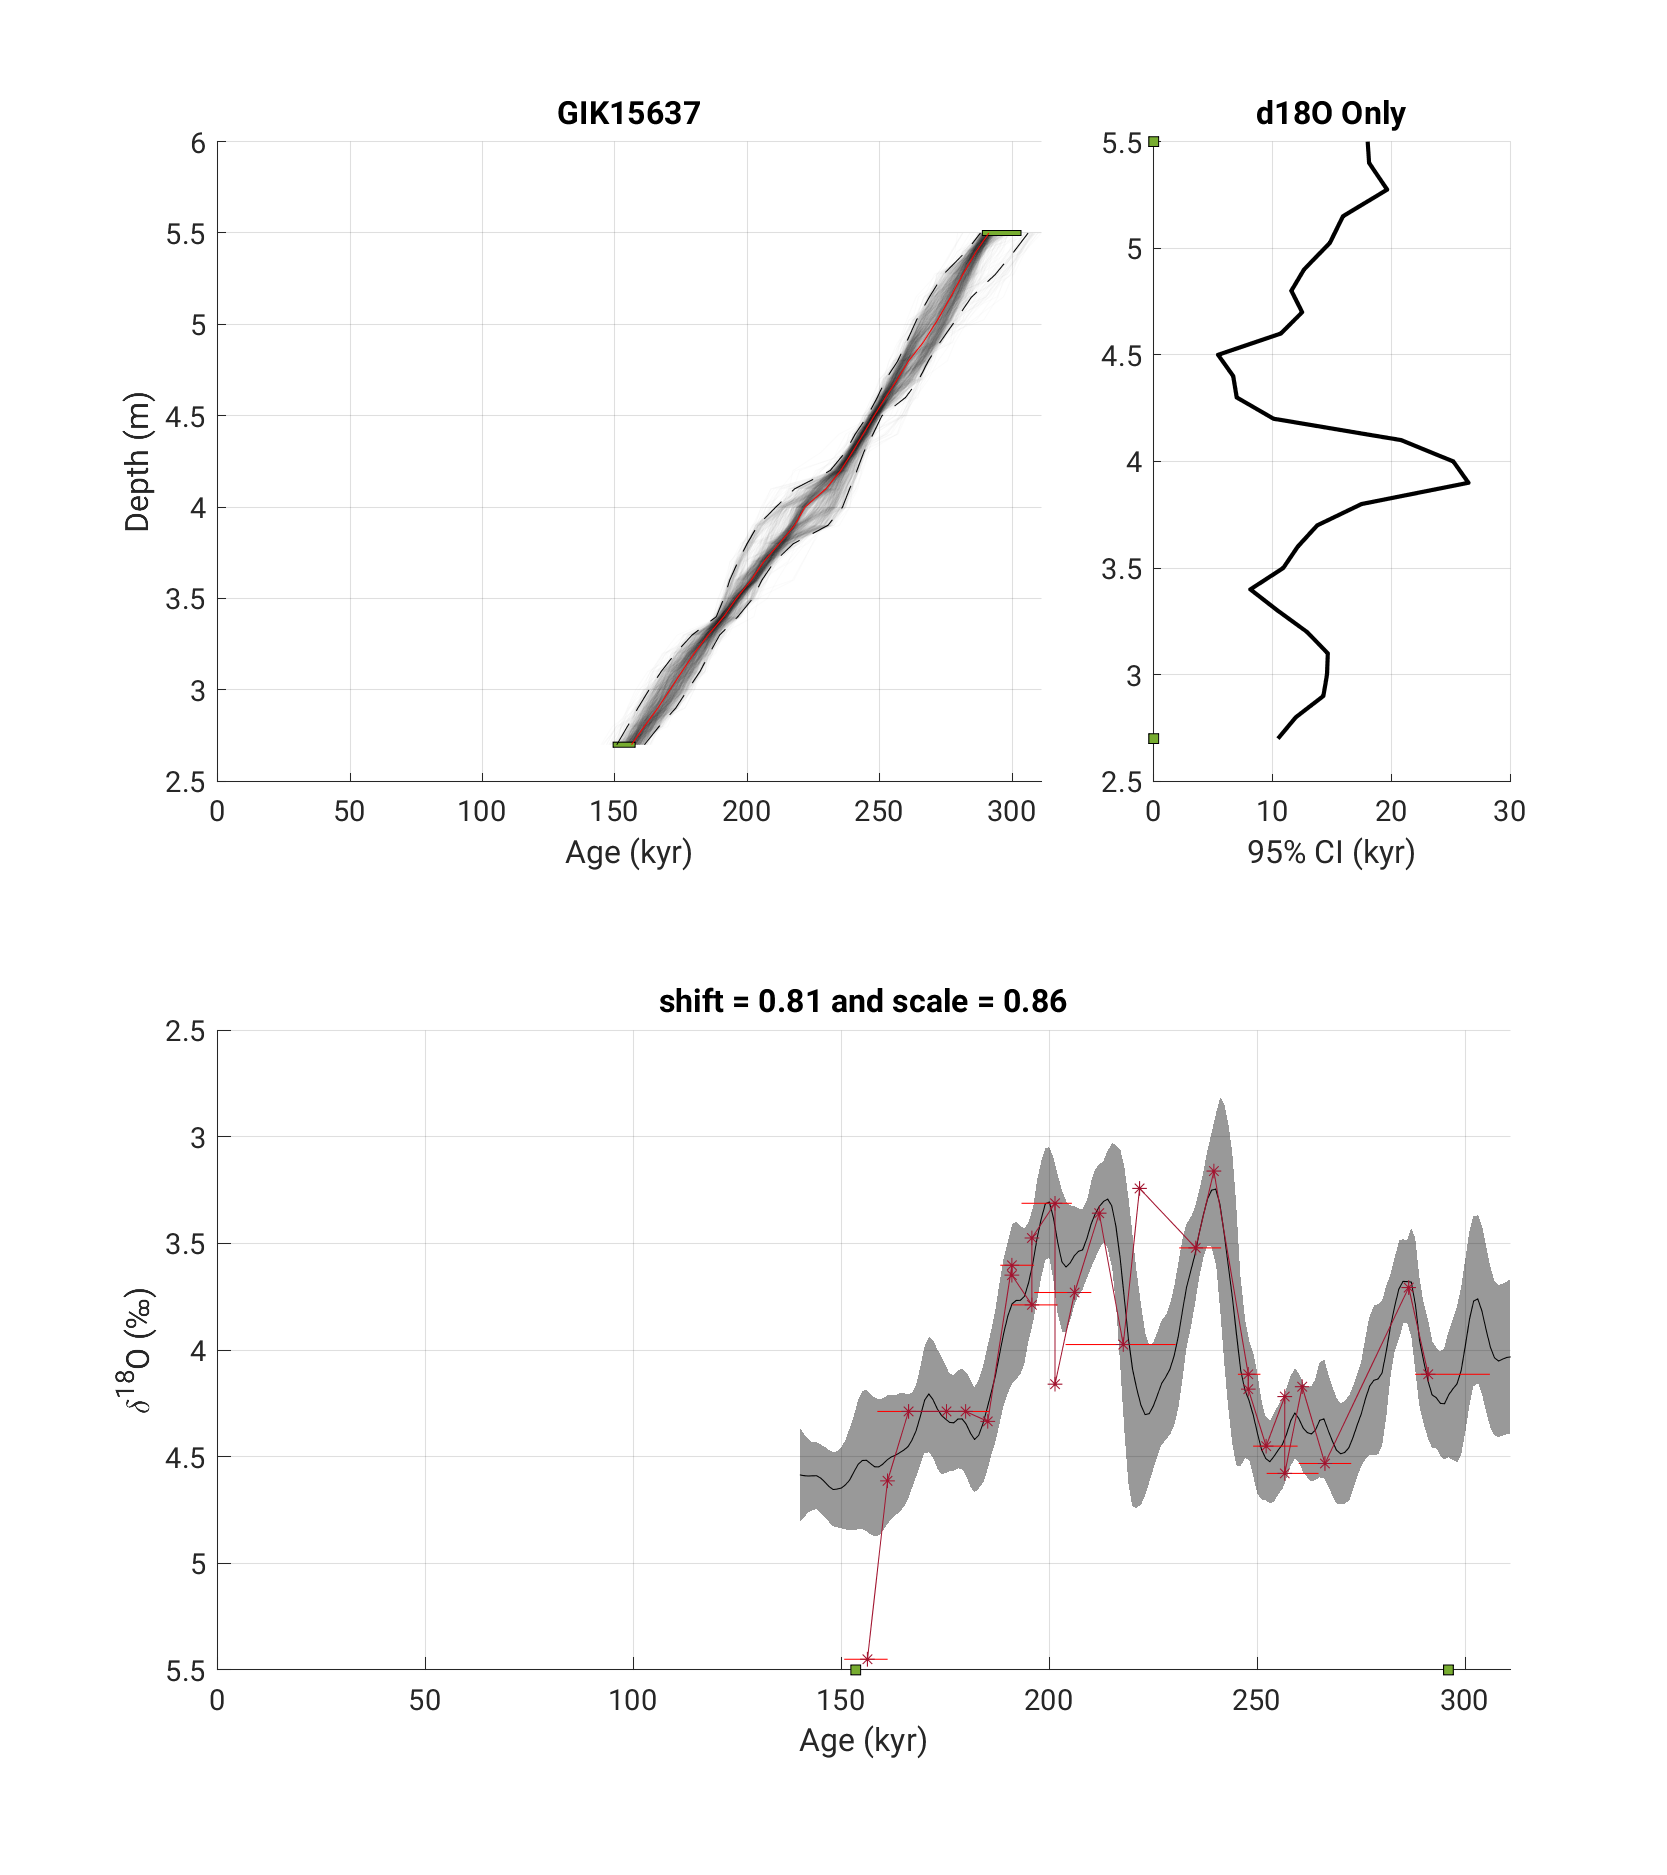 GIK15637
d18O Only
6
5.5
5
4.5
4
3.5
3
2.5
Depth (m)
0 50 100 150 200 250 300
Age (kyr)
5.5
5
4.5
4
3.5
3
2.5
0 10 20 30
95% CI (kyr)
shift = 0.81 and scale = 0.86
2.5
3
3.5
4
4.5
5
5.5
δ¹⁸O (‰)
0 50 100 150 200 250 300
Age (kyr)